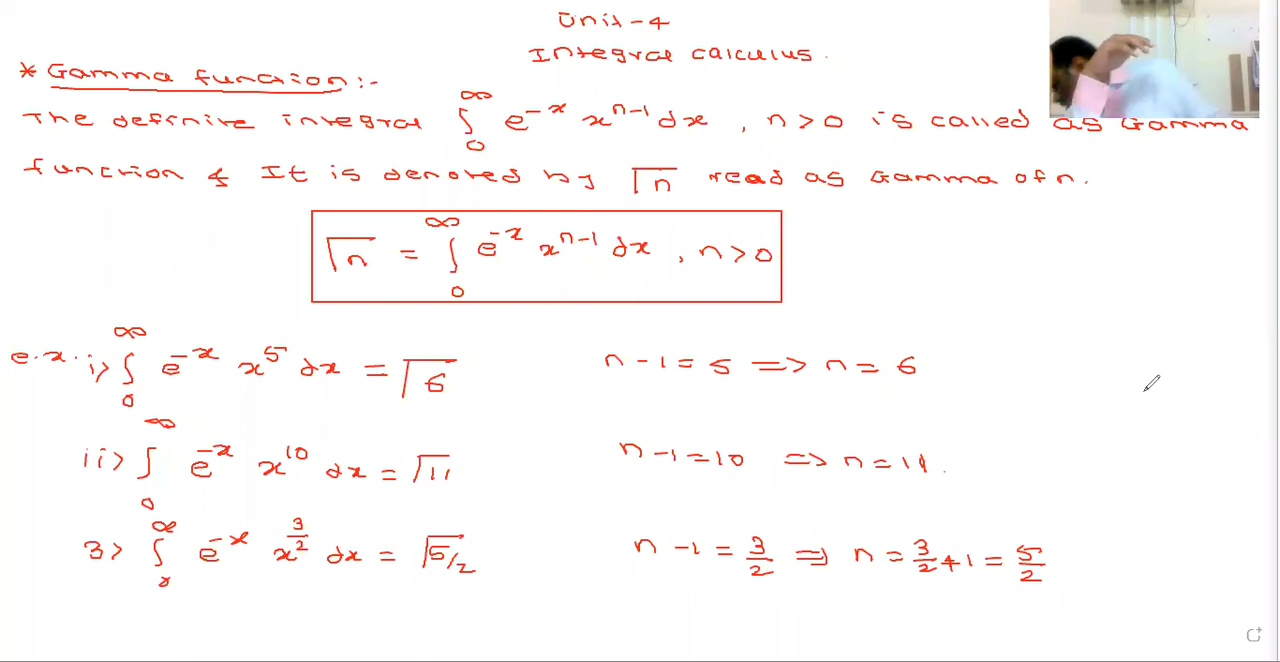 Unit-4
Integral calculus.
* Gamma function:-
The definite integral ∫₀^∞ e^{-x} x^{n-1} dx, n>0 is called as Gamma
function & It is denoted by Γn read as Gamma of n.
Γn = ∫₀^∞ e^{-x} x^{n-1} dx, n>0
e.x. i> ∫₀^∞ e^{-x} x^5 dx = Γ6 n-1=5 => n=6
ii> ∫₀^∞ e^{-x} x^{10} dx = Γ11 n-1=10 => n=11.
3> ∫₀^∞ e^{-x} x^{3/2} dx = Γ5/2 n-1=3/2 => n=3/2+1=5/2